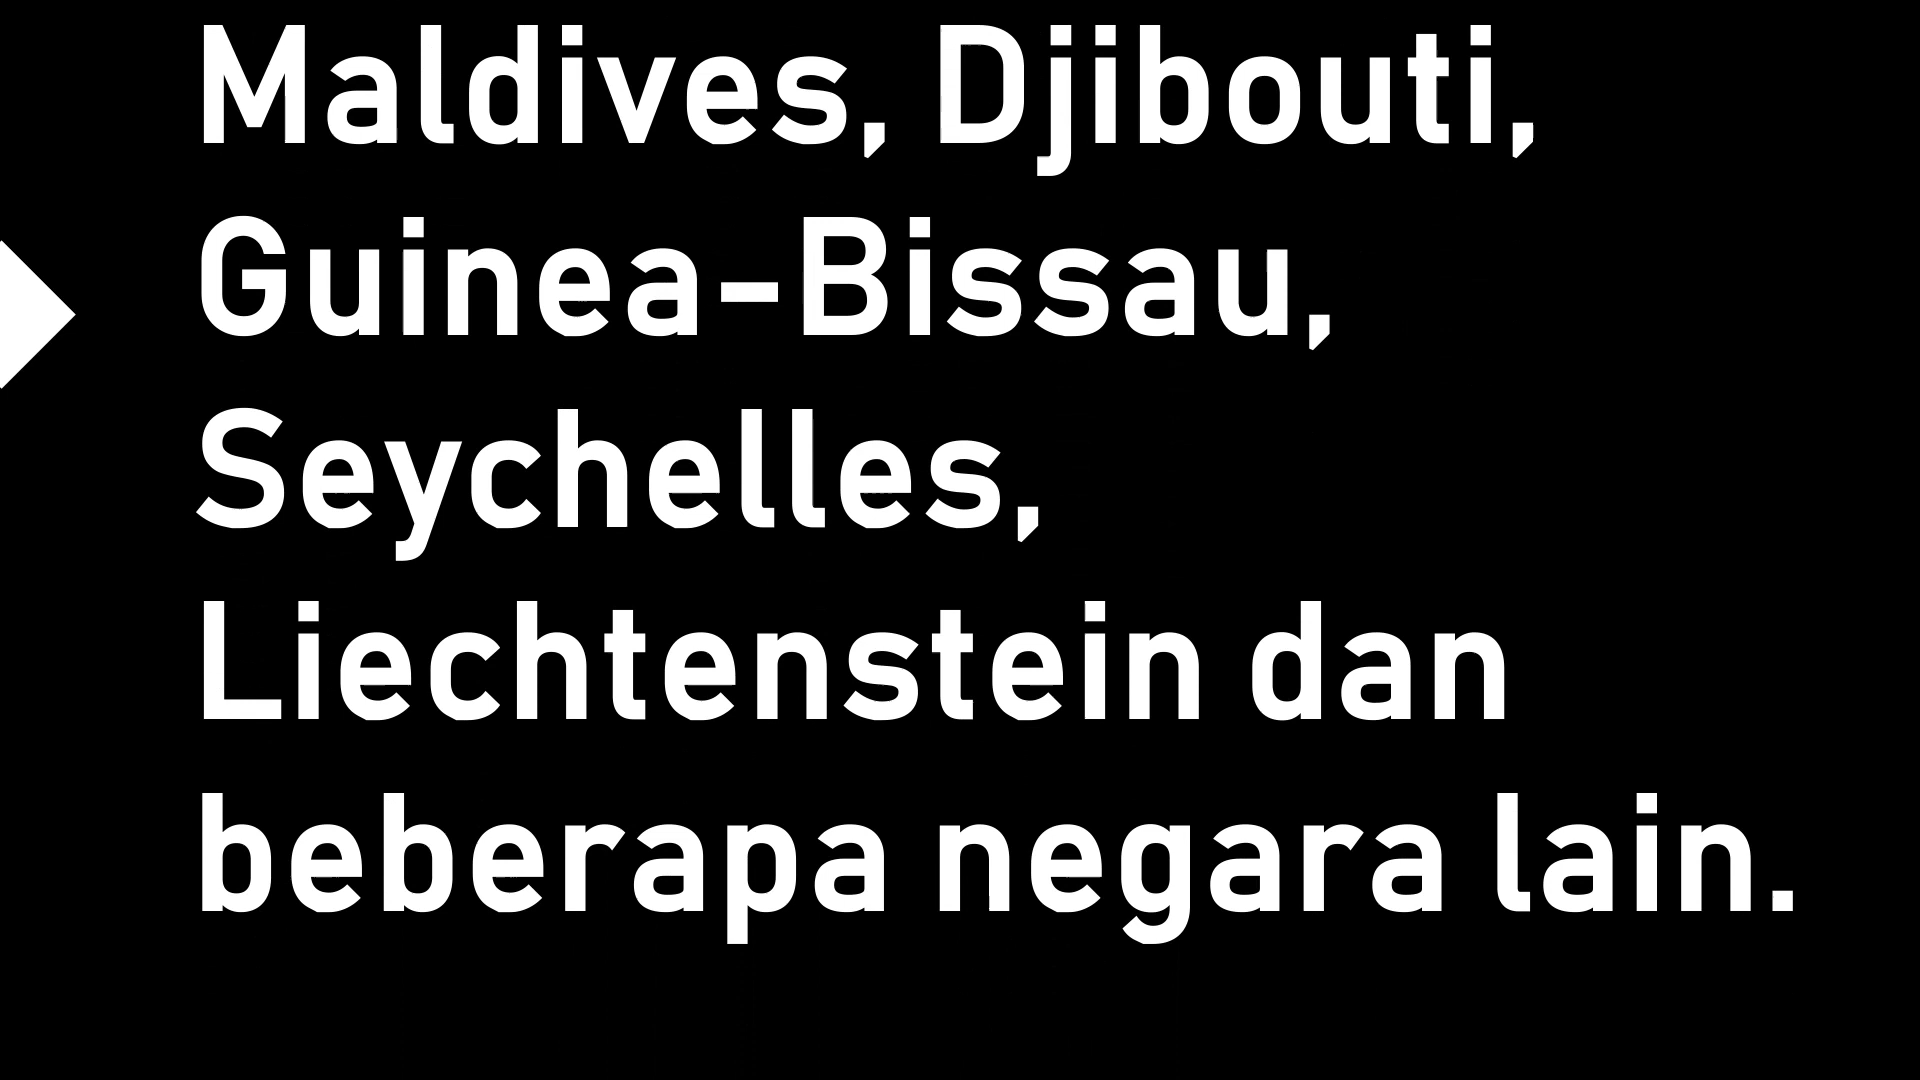 Maldives, Djibouti,
Guinea-Bissau,
Seychelles,
Liechtenstein dan
beberapa negara lain.